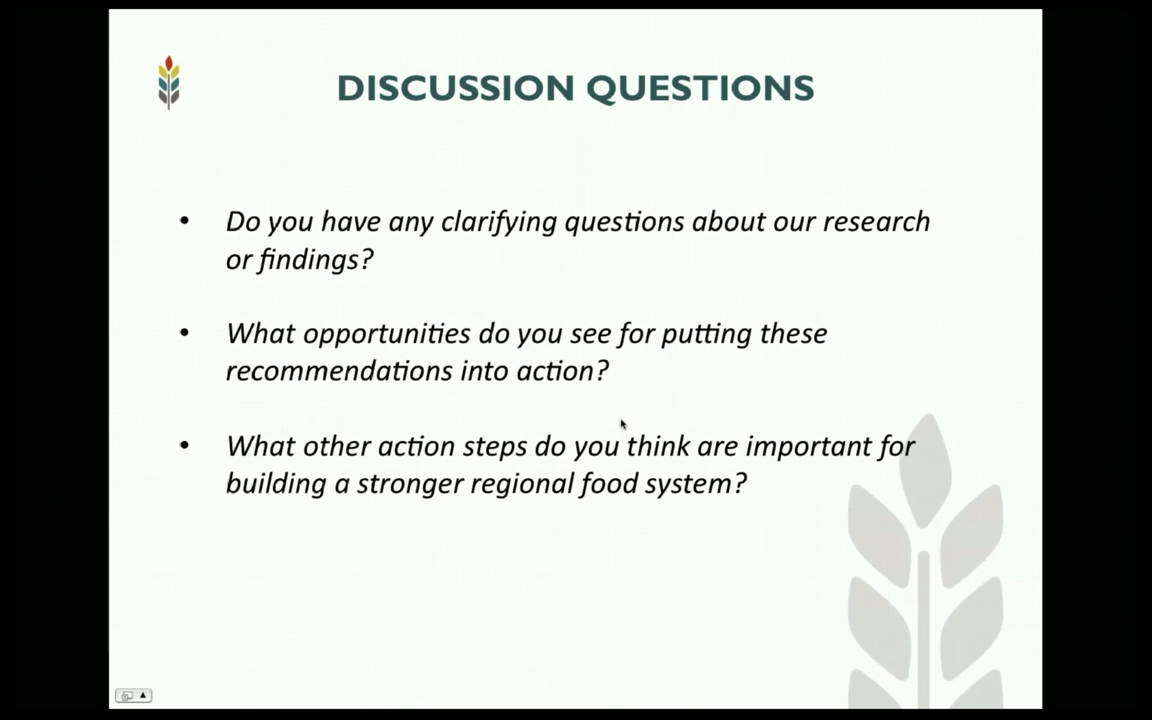 DISCUSSION QUESTIONS
• Do you have any clarifying questions about our research
or findings?
• What opportunities do you see for putting these
recommendations into action?
• What other action steps do you think are important for
building a stronger regional food system?